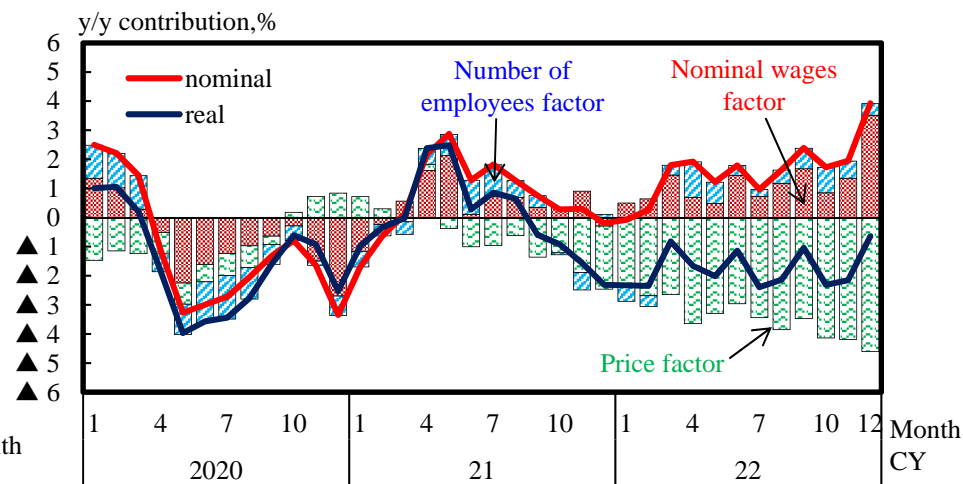 y/y contribution,%
6
5
4
3
2
1
0
▲ 1
▲ 2
▲ 3
▲ 4
▲ 5
▲ 6
nominal
real
Number of
employees factor
Nominal wages
factor
Price factor
1 4 7 10 1 4 7 10 1 4 7 10 12
Month
CY
2020 21 22